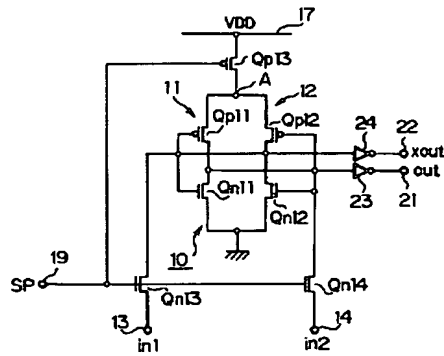 VDD
17
Qp13
A
11
12
Qp11
Qp12
24
22
xout
out
Qn11
23
21
Qn12
10
19
SP
Qn13
Qn14
13
14
in1
in2